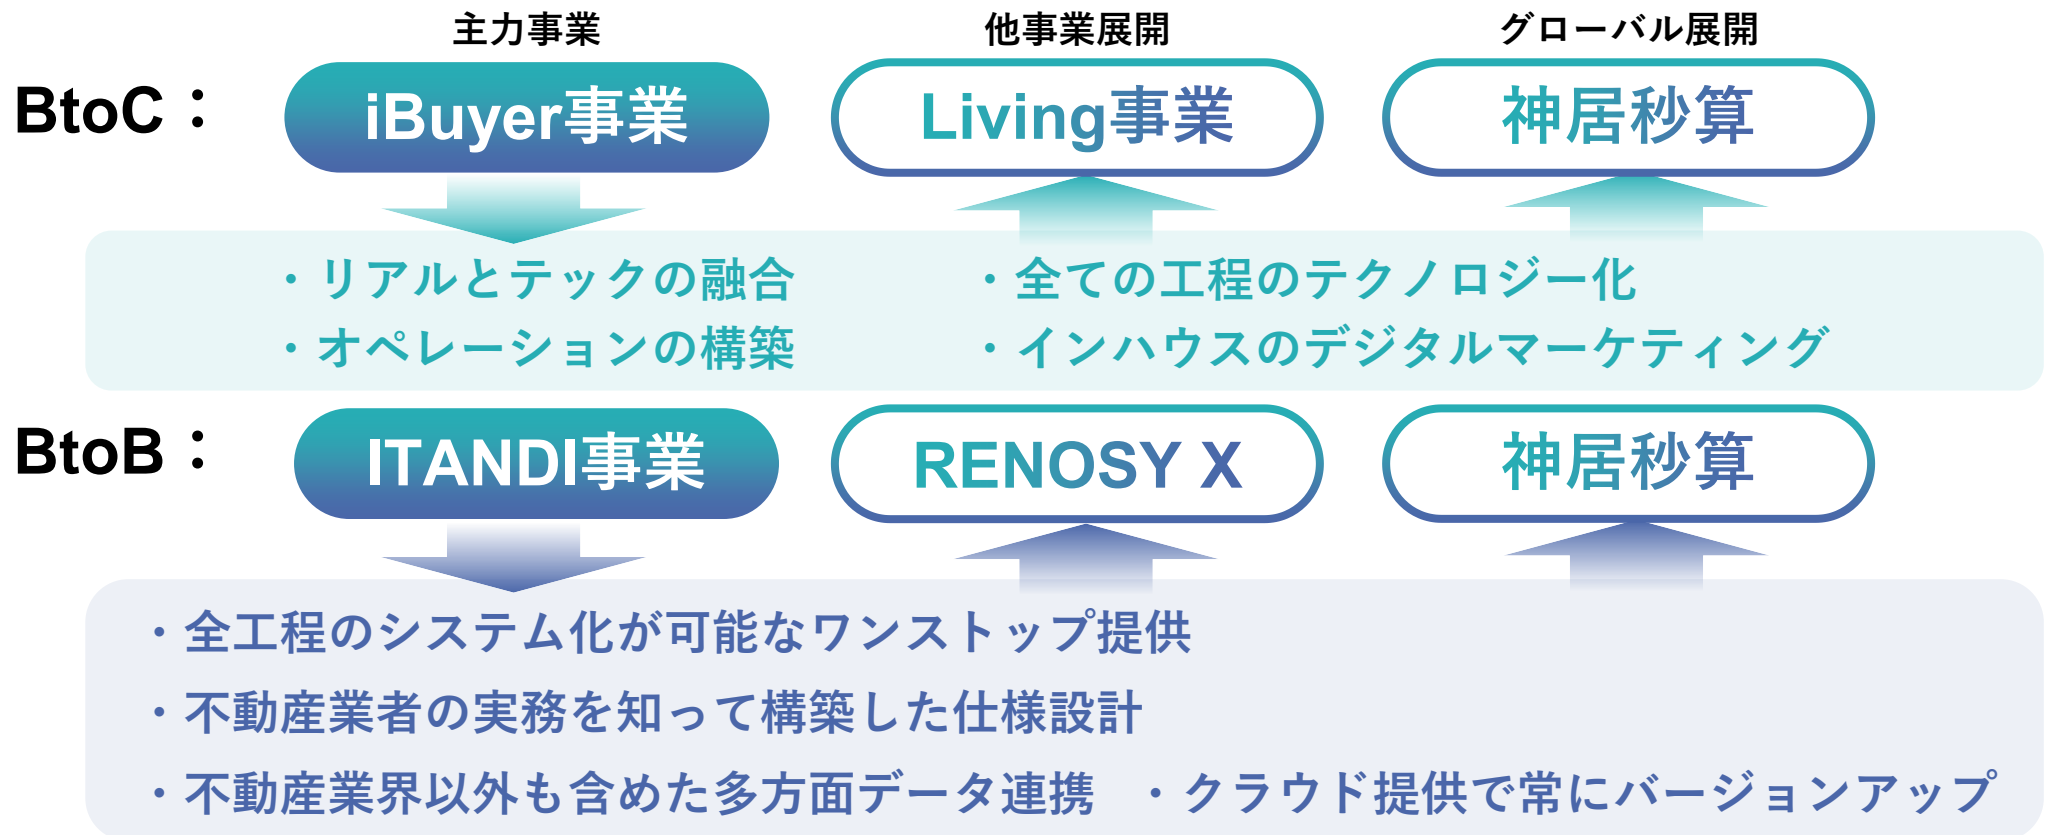 主力事業 他事業展開 グローバル展開
BtoC： iBuyer事業 Living事業 神居秒算
・リアルとテックの融合 ・全ての工程のテクノロジー化
・オペレーションの構築 ・インハウスのデジタルマーケティング
BtoB： ITANDI事業 RENOSY X 神居秒算
・全工程のシステム化が可能なワンストップ提供
・不動産業者の実務を知って構築した仕様設計
・不動産業界以外も含めた多方面データ連携 ・クラウド提供で常にバージョンアップ